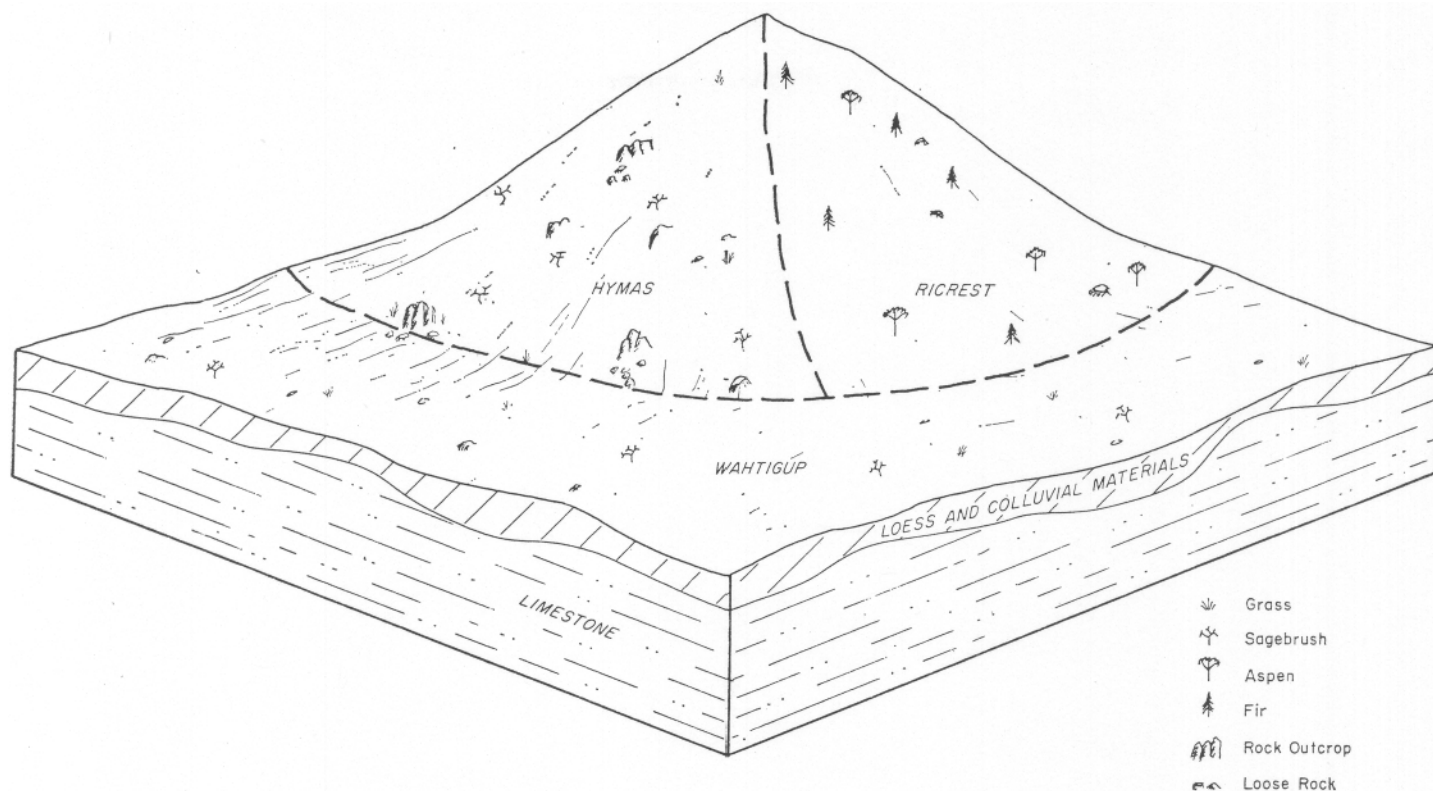 HYMAS
RICREST
WAHTIGUP
LOESS AND COLLUVIAL MATERIALS
LIMESTONE
Grass
Sagebrush
Aspen
Fir
Rock Outcrop
Loose Rock